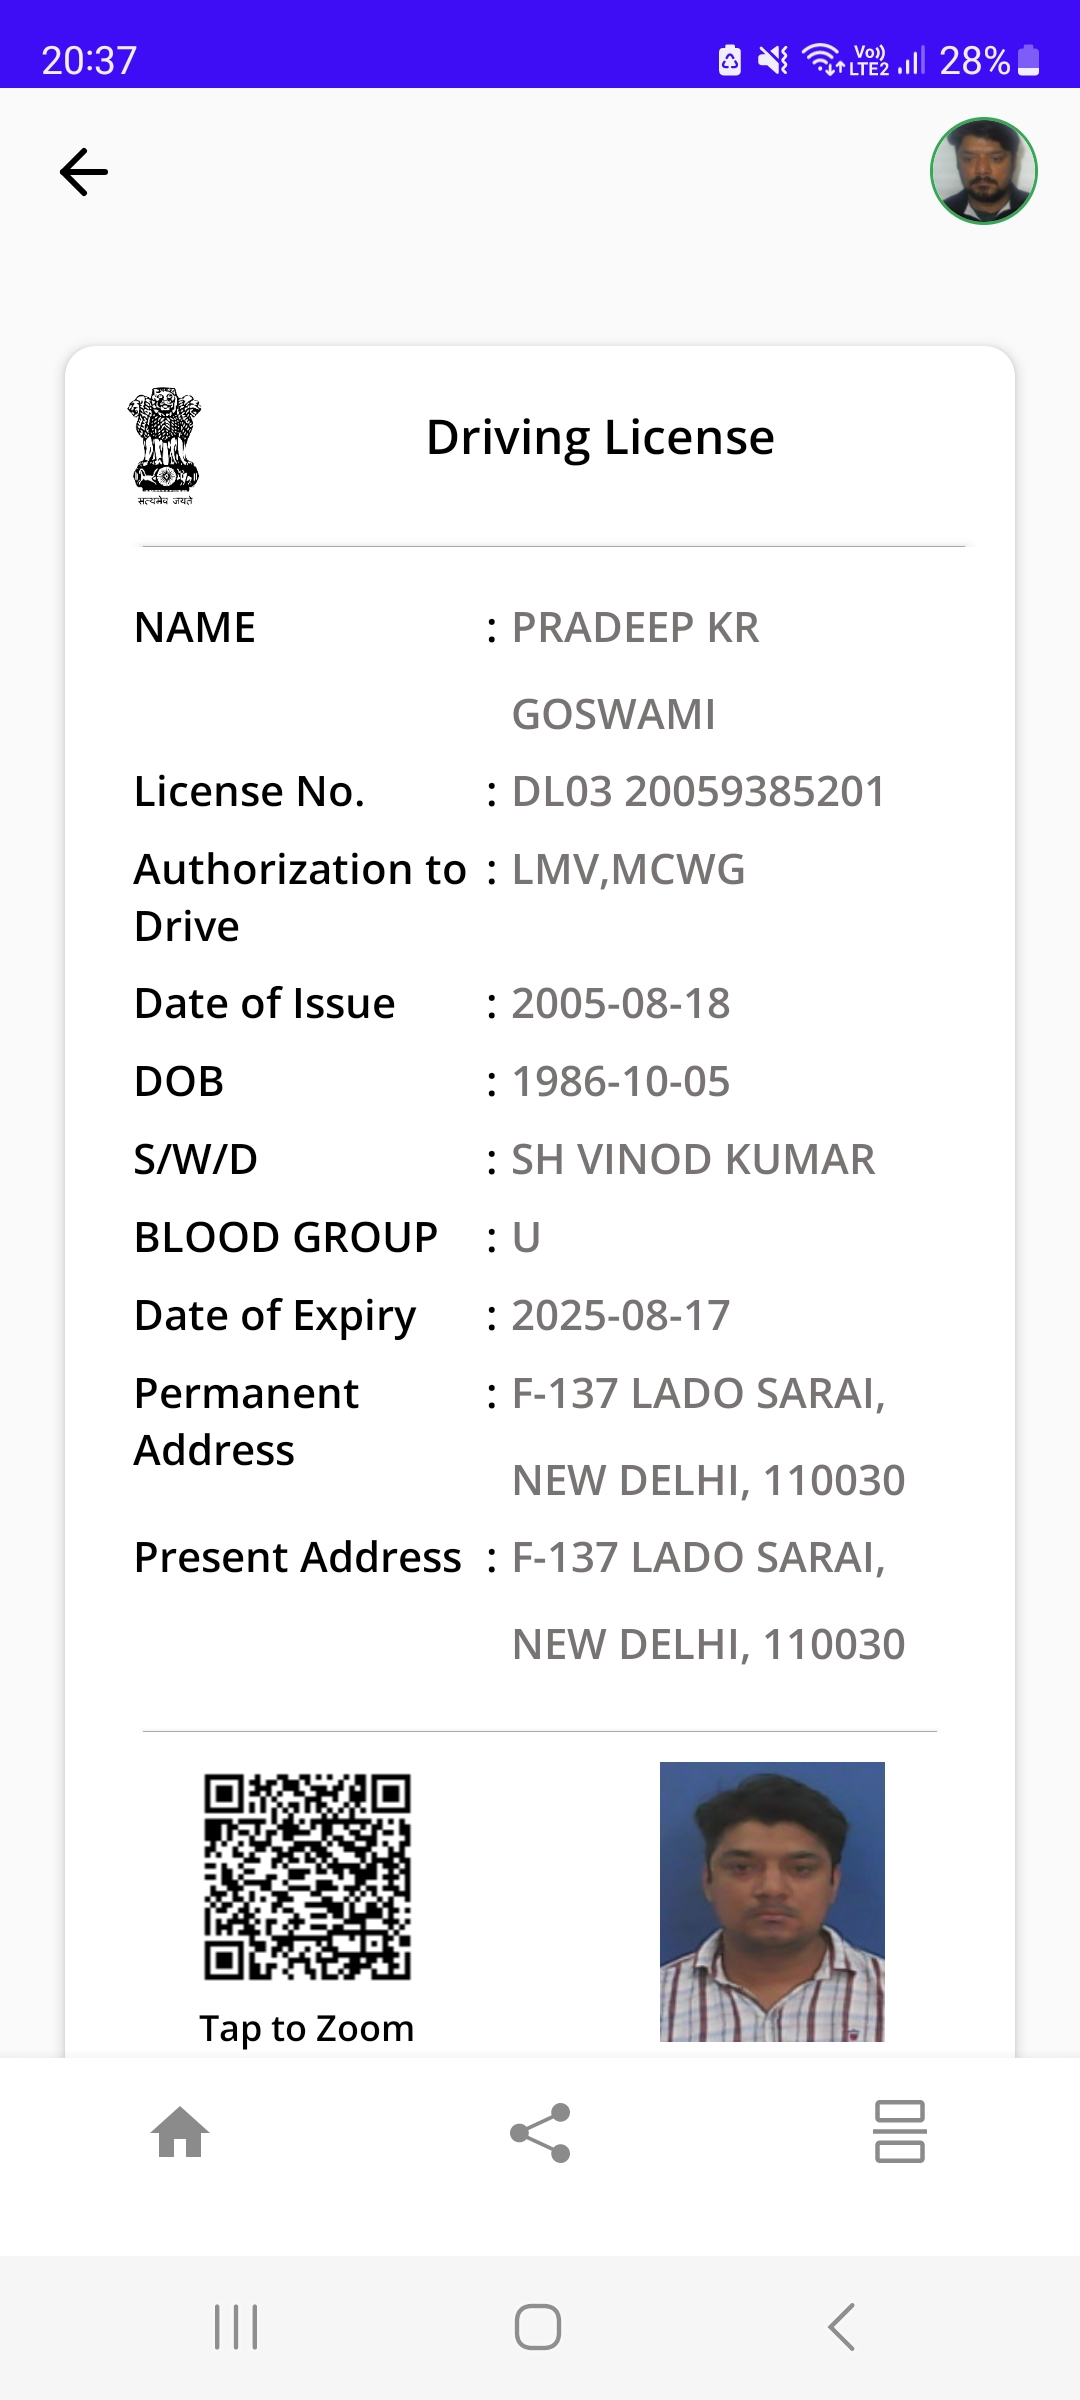 20:37
Vo))
LTE2
28%
Driving License
सत्यमेव जयते
NAME : PRADEEP KR
GOSWAMI
License No. : DL03 20059385201
Authorization to : LMV,MCWG
Drive
Date of Issue : 2005-08-18
DOB : 1986-10-05
S/W/D : SH VINOD KUMAR
BLOOD GROUP : U
Date of Expiry : 2025-08-17
Permanent : F-137 LADO SARAI,
Address
NEW DELHI, 110030
Present Address : F-137 LADO SARAI,
NEW DELHI, 110030
Tap to Zoom